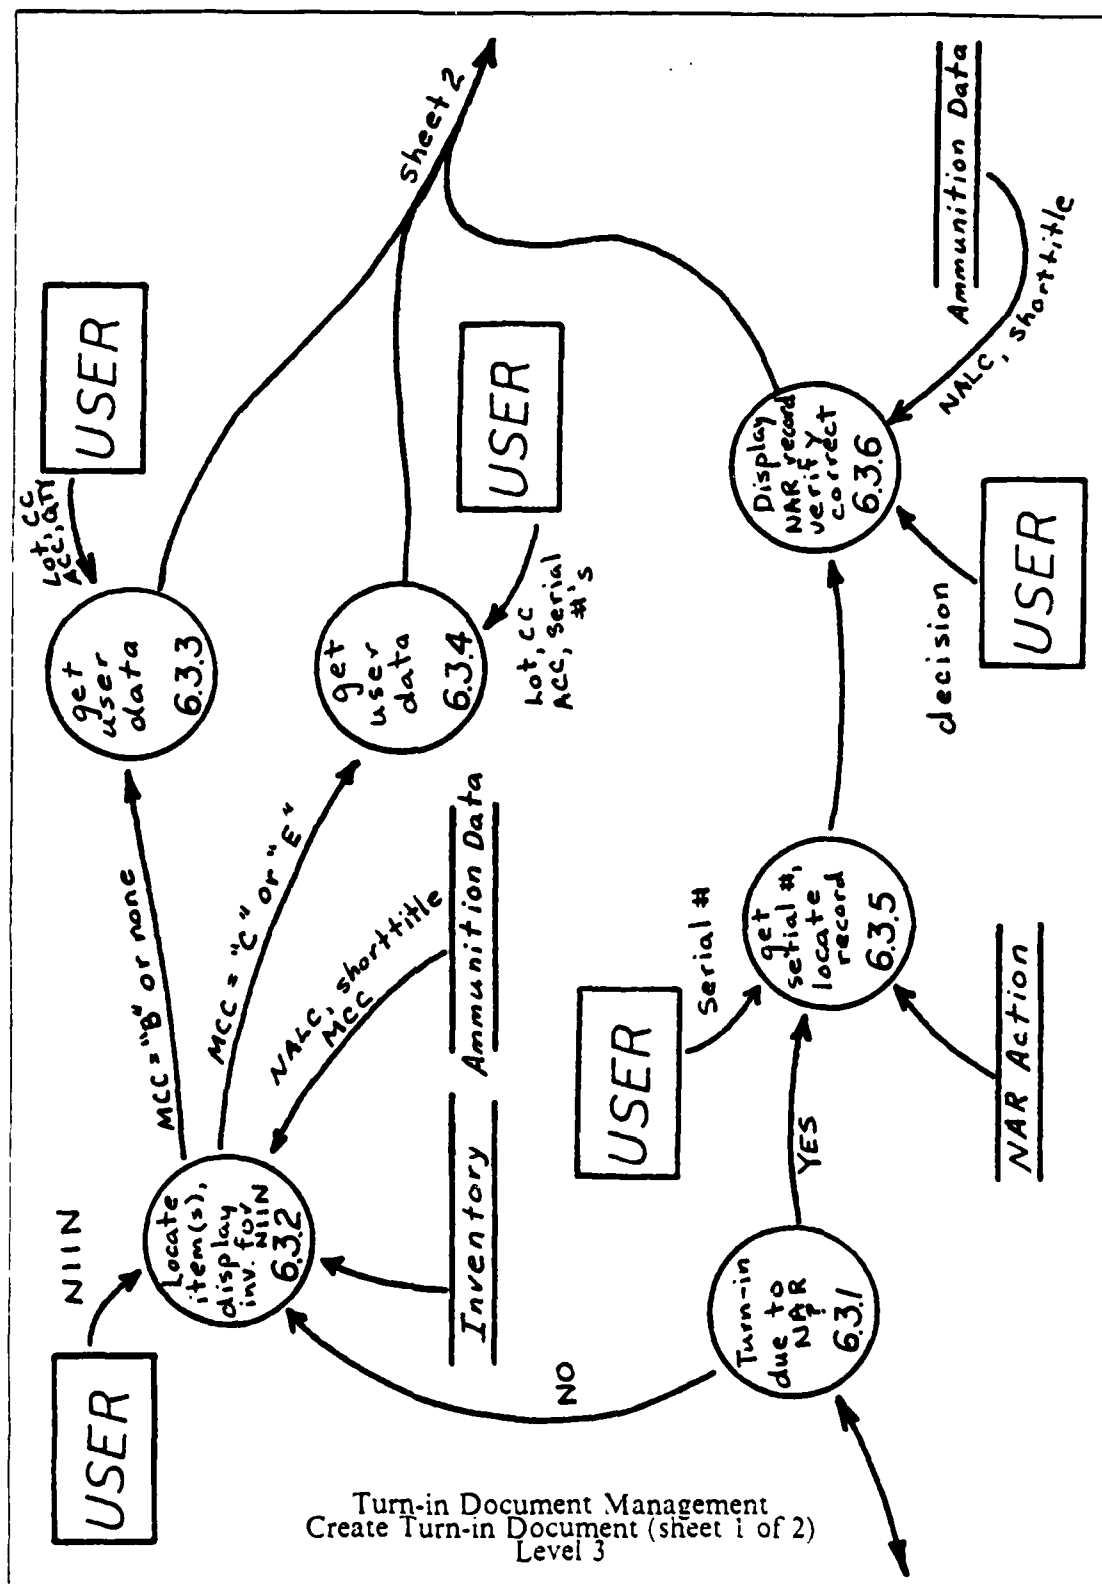 sheet 2
USER
Lot, CC
ACC, QTY
get
user
data
6.3.3
USER
Lot, CC
ACC, Serial
#'s
get
user
data
6.3.4
MCC = "B" or none
MCC = "C" or "E"
NALC, shorttitle
MCC
Ammunition Data
Inventory
NIIN
USER
Locate
item(s),
display
inv. for
NIIN
6.3.2
NO
Turn-in
due to
NAR
?
6.3.1
YES
USER
Serial #
get
serial #,
locate
record
6.3.5
NAR Action
Display
NAR record
verify
correct
6.3.6
decision
USER
NALC, shorttitle
Ammunition Data
Turn-in Document Management
Create Turn-in Document (sheet 1 of 2)
Level 3